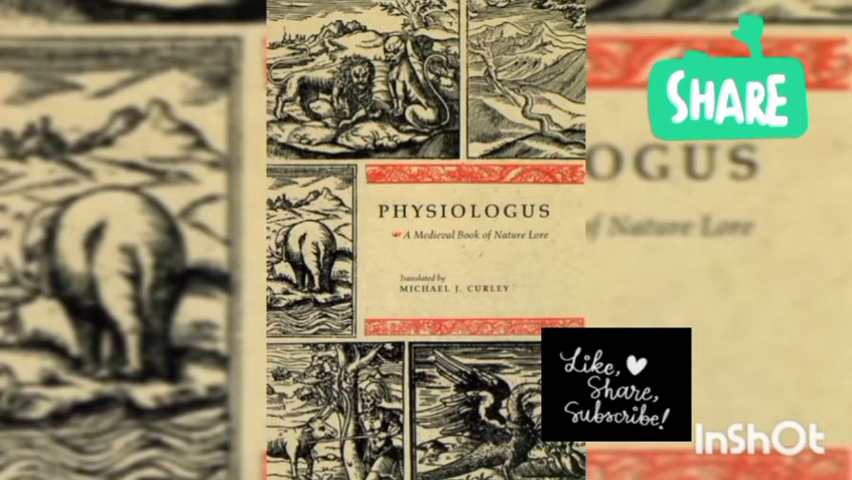 SHARE
OGUS
PHYSIOLOGUS
A Medieval Book of Nature Lore
of Nature Lore
Translated by
MICHAEL J. CURLEY
Like,
Share,
Subscribe!
InShOt